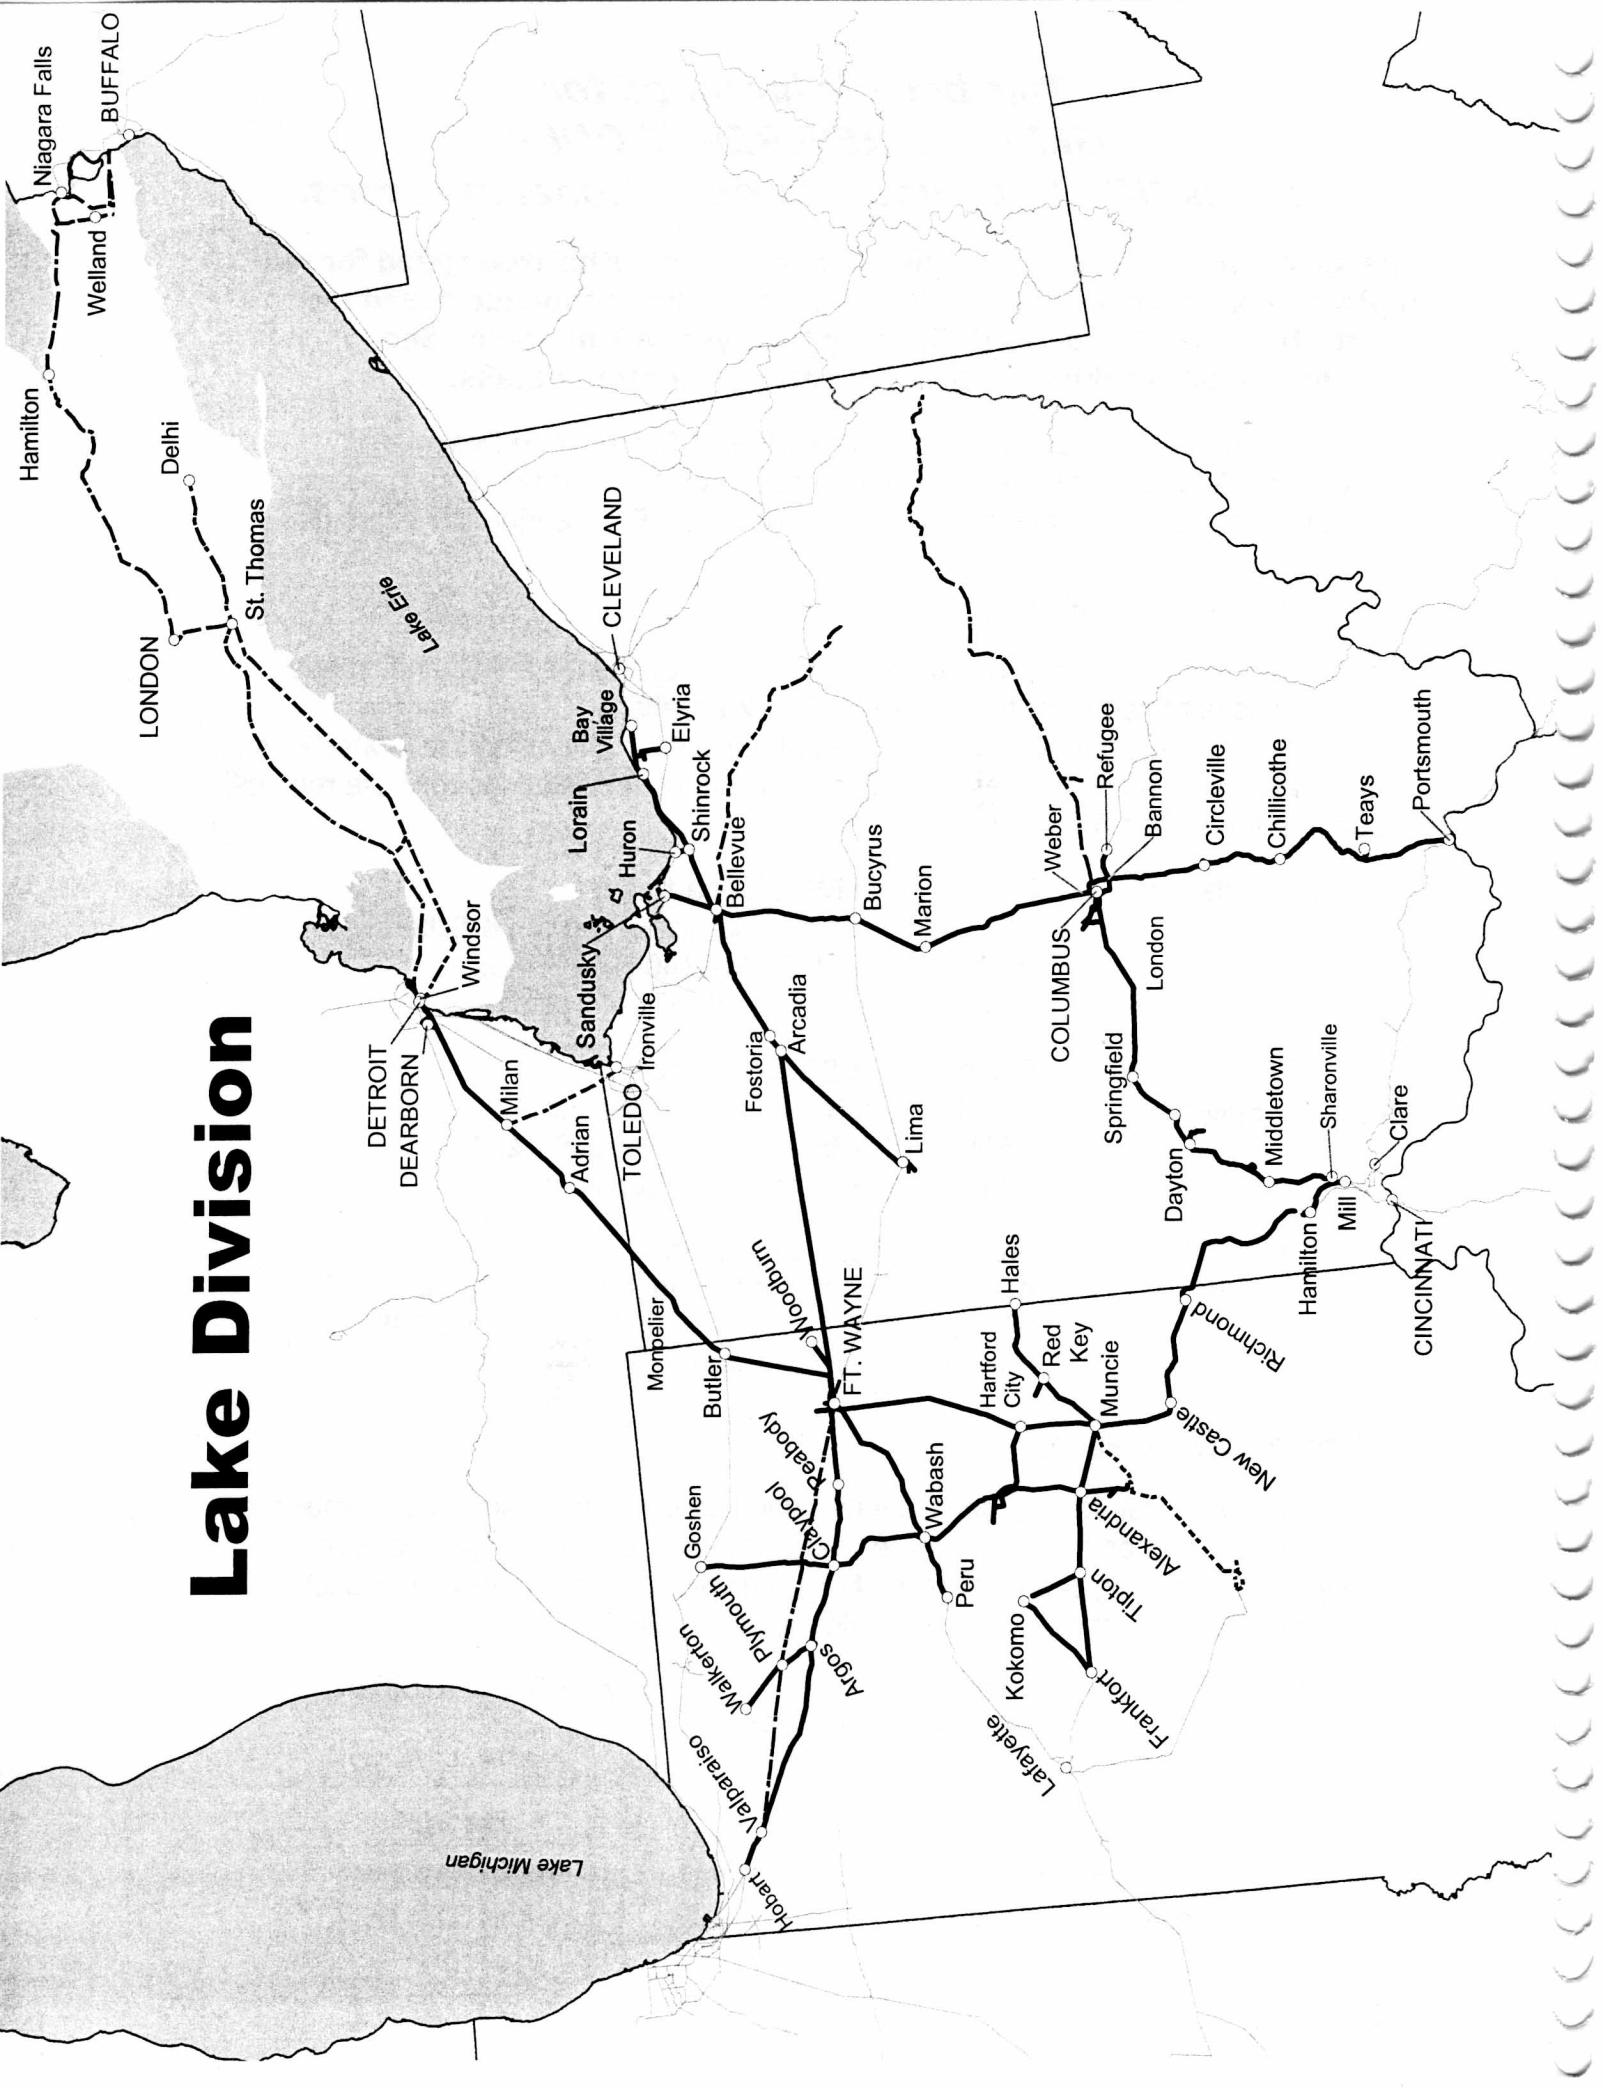 Lake Division
Niagara Falls
BUFFALO
Welland
Hamilton
Delhi
St. Thomas
LONDON
Lake Erie
CLEVELAND
Bay
Village
Elyria
Lorain
Shinrock
Huron
Bellevue
Sandusky
Windsor
DETROIT
DEARBORN
Milan
Adrian
TOLEDO
Ironville
Fostoria
Arcadia
Lima
Bucyrus
Marion
Weber
Refugee
Bannon
COLUMBUS
Circleville
Chillicothe
Teays
Portsmouth
London
Springfield
Dayton
Middletown
Sharonville
Clare
Mill
Hamilton
CINCINNATI
Monpelier
Butler
Woodburn
FT. WAYNE
Hales
Red
Key
Hartford
City
Muncie
Richmond
New Castle
Peabody
Claypool
Goshen
Wabash
Peru
Alexandria
Tipton
Kokomo
Frankfort
Lafayette
Plymouth
Walkerton
Argos
Valparaiso
Hobart
Lake Michigan